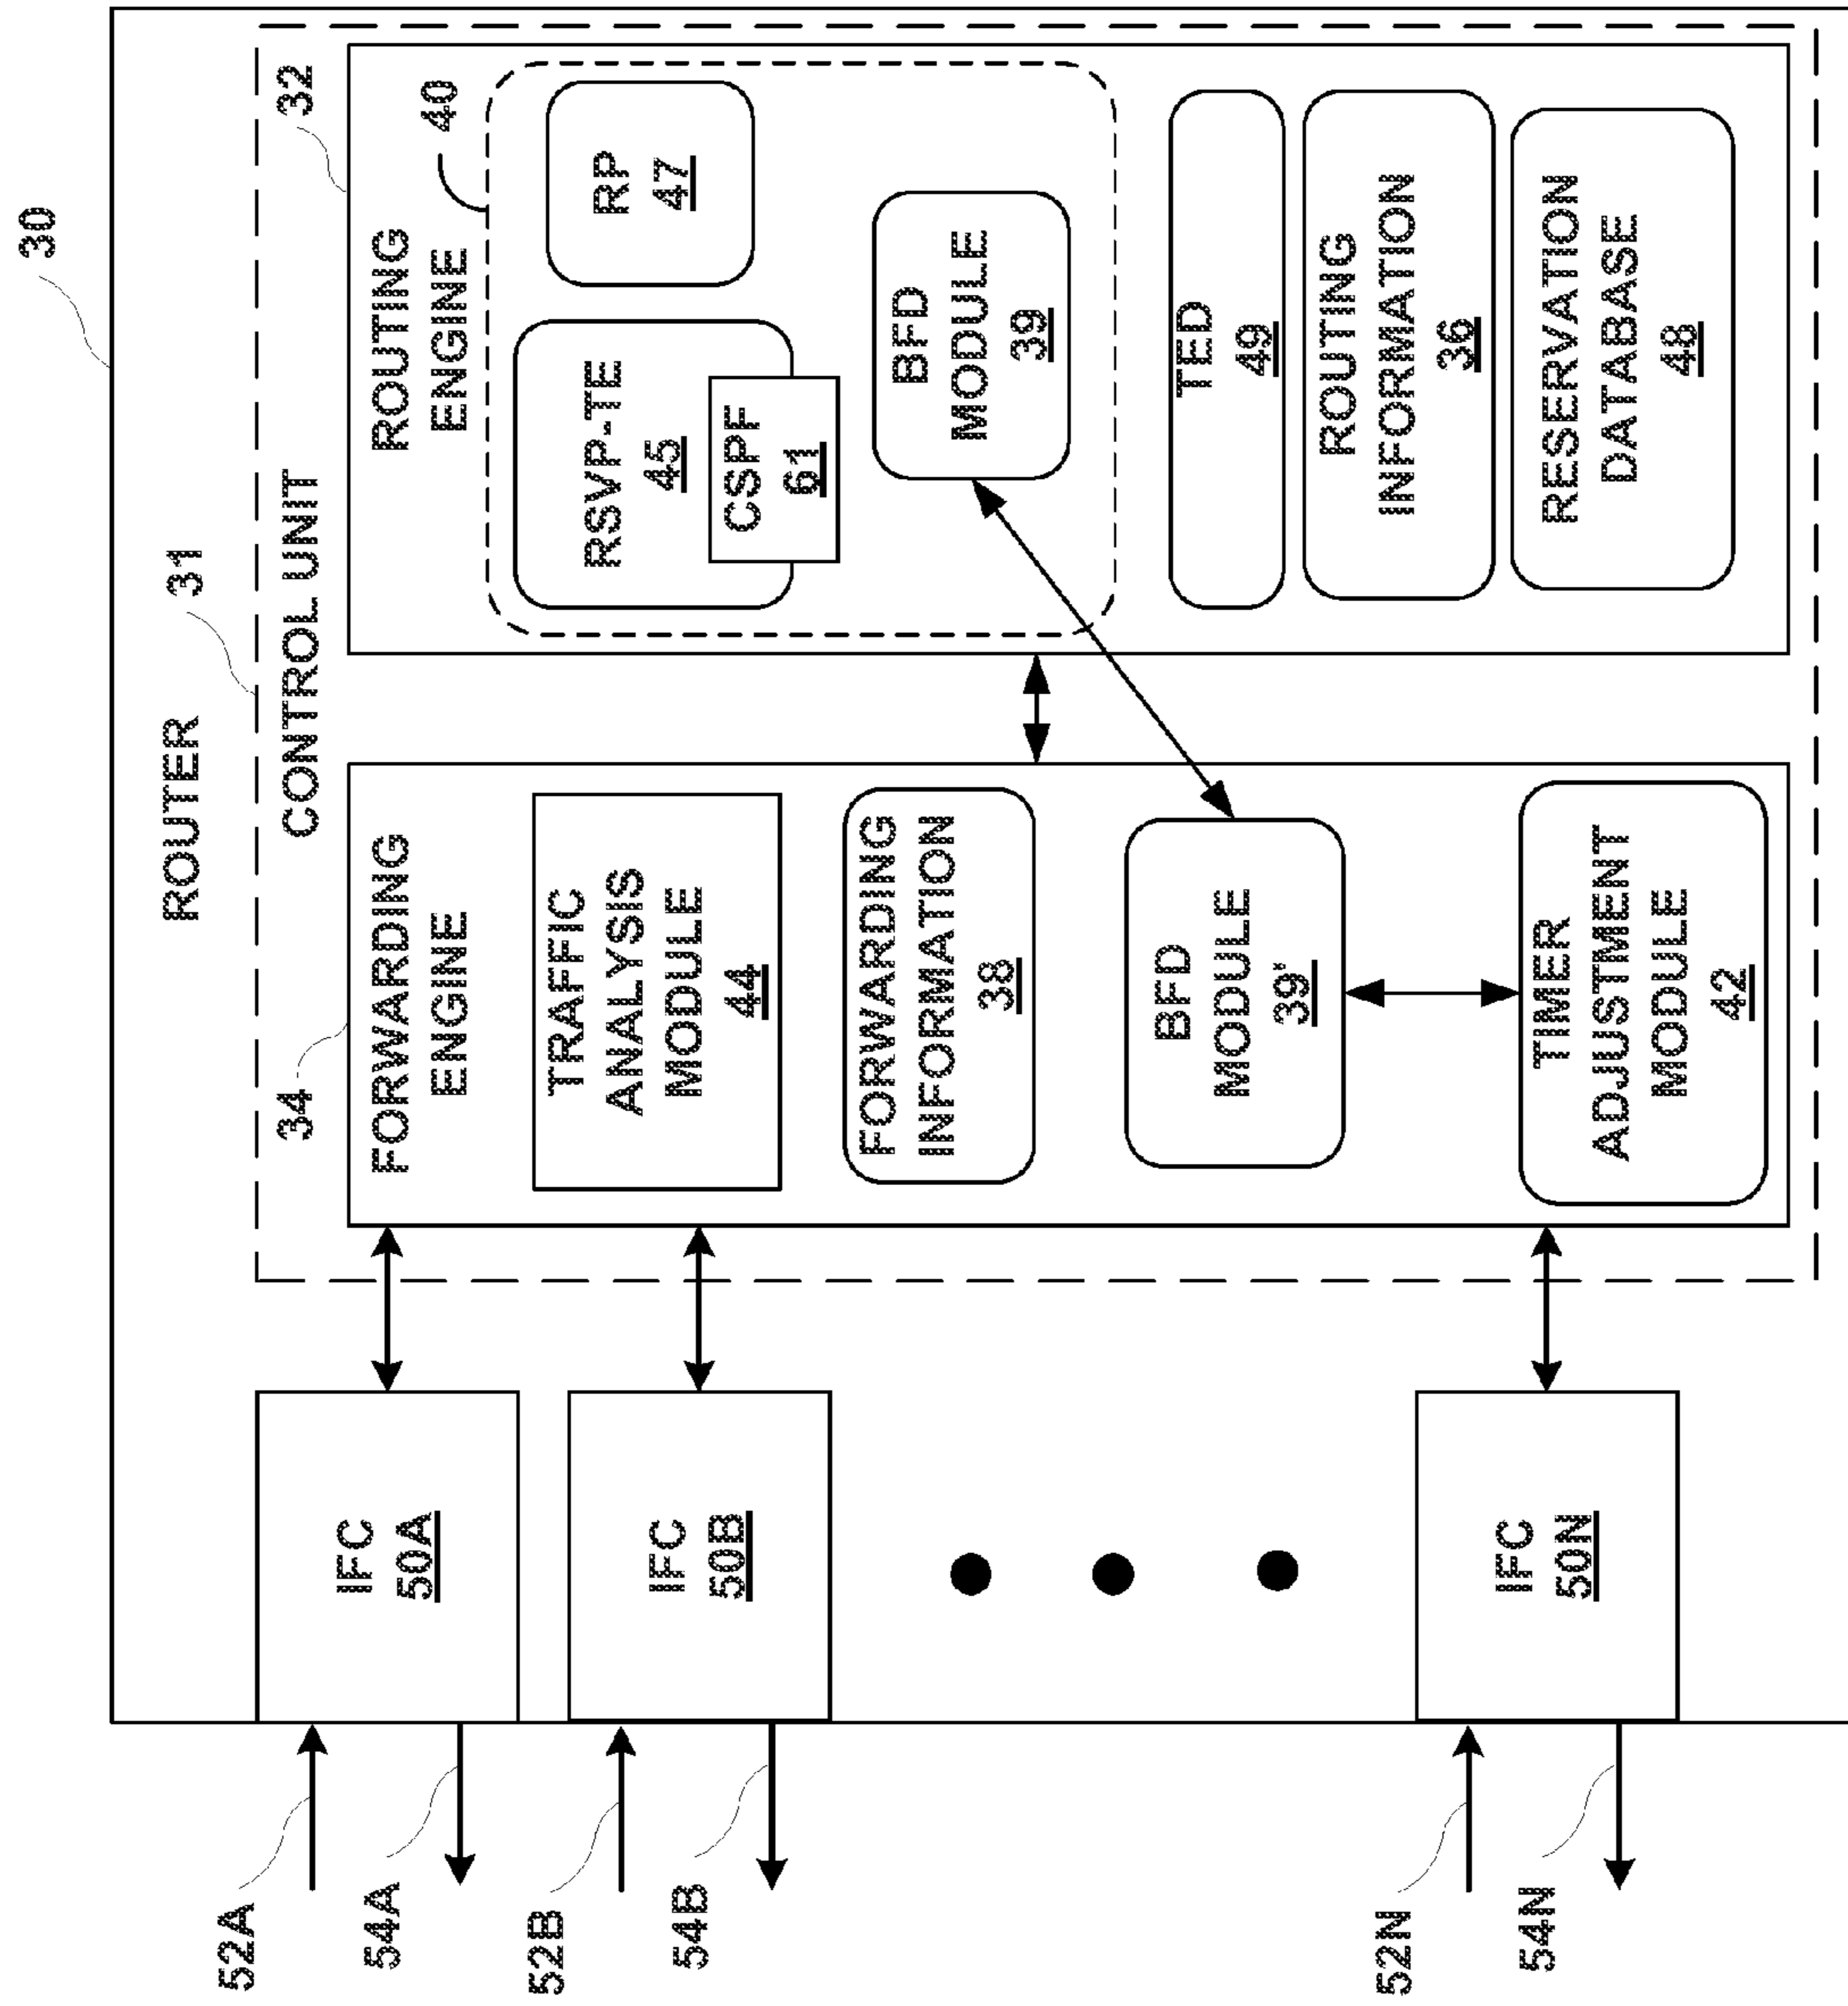 30
ROUTER
31
CONTROL UNIT
32
ROUTING
ENGINE
40
RSVP-TE
45
CSPF
61
RP
47
BFD
MODULE
39
TED
49
ROUTING
INFORMATION
36
RESERVATION
DATABASE
48
34
FORWARDING
ENGINE
TRAFFIC
ANALYSIS
MODULE
44
FORWARDING
INFORMATION
38
BFD
MODULE
39'
TIMER
ADJUSTMENT
MODULE
42
IFC
50A
IFC
50B
IFC
50N
52A
54A
52B
54B
52N
54N